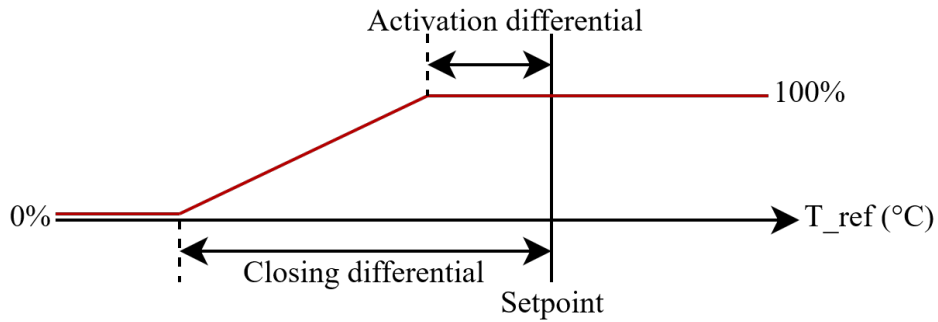 Activation differential
100%
0%
T_ref (°C)
Closing differential
Setpoint